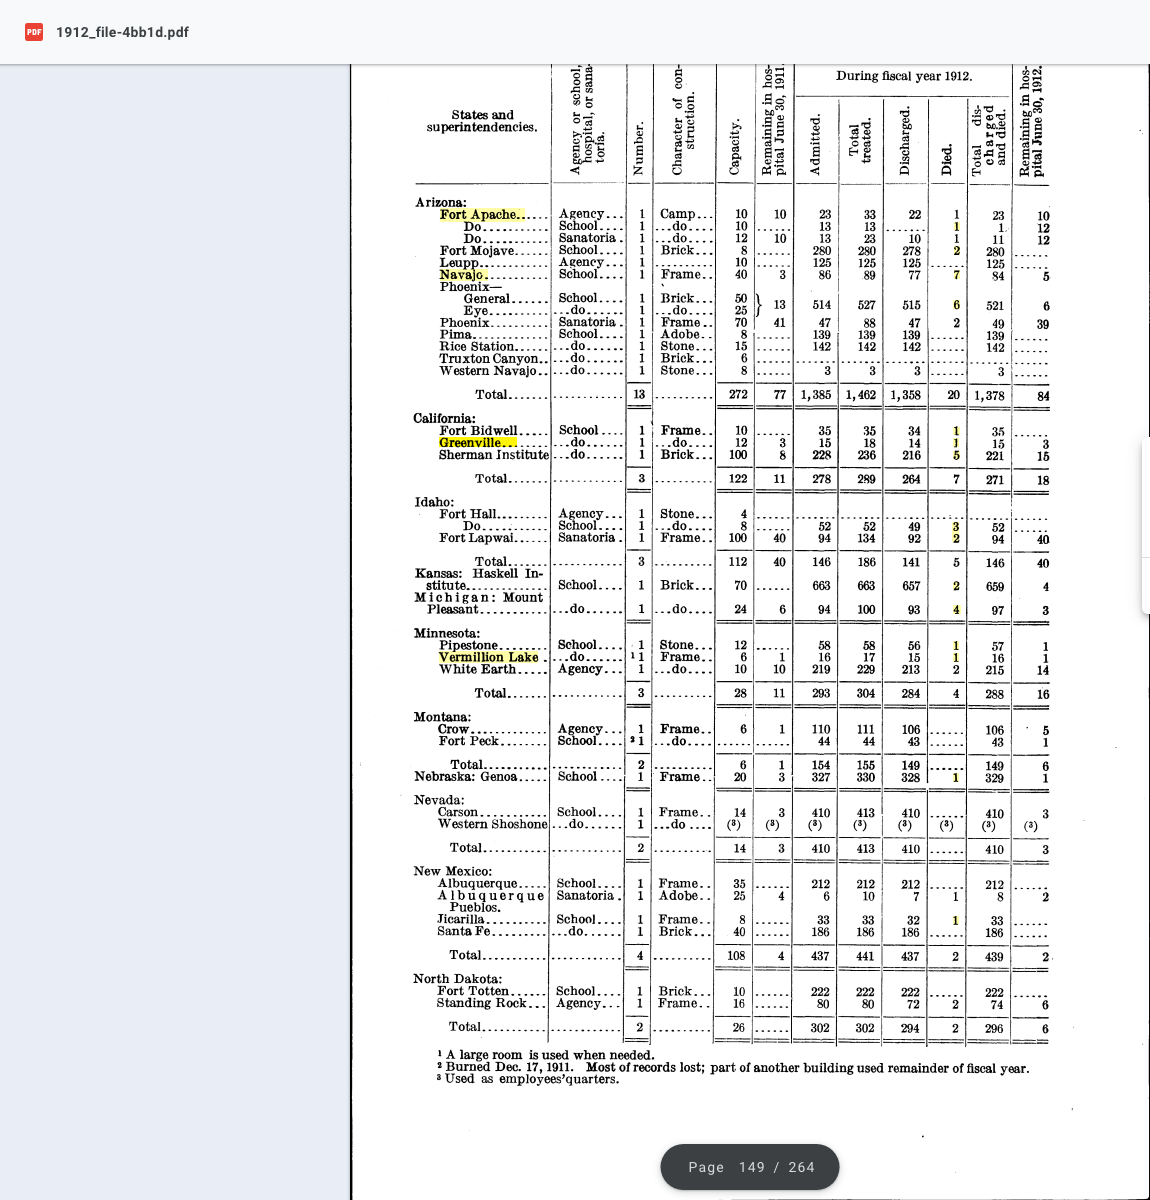 1912_file-4bb1d.pdf
States and superintendencies.
Agency or school, hospital, or sanatoria.
Number.
Character of construction.
Capacity.
Remaining in hospital June 30, 1911.
During fiscal year 1912.
Admitted.
Total treated.
Discharged.
Died.
Total discharged and died.
Remaining in hospital June 30, 1912.
Arizona:
Fort Apache...... Agency... 1 Camp... 10 10 23 33 22 1 23 10
Do.......... School.... 1 ...do.... 10 ...... 13 13 ....... 1 1 12
Do.......... Sanatoria. 1 ...do.... 12 10 13 23 10 1 11 12
Fort Mojave...... School.... 1 Brick... 8 ...... 280 280 278 2 280 ......
Leupp............ Agency... 1 .......... 10 ...... 125 125 125 ...... 125 ......
Navajo........... School.... 1 Frame.. 40 3 86 89 77 7 84 5
Phoenix—
General...... School.... 1 Brick... 50 } 13 514 527 515 6 521 6
Eye.......... ...do...... 1 ...do.... 25
Phoenix.......... Sanatoria. 1 Frame.. 70 41 47 88 47 2 49 39
Pima............. School.... 1 Adobe.. 8 ...... 139 139 139 ...... 139 ......
Rice Station...... ...do...... 1 Stone... 15 ...... 142 142 142 ...... 142 ......
Truxton Canyon.. ...do...... 1 Brick... 6 ...... ....... ....... ....... ...... ....... ......
Western Navajo.. ...do...... 1 Stone... 8 ...... 3 3 3 ...... 3 ......
Total....... ........... 13 .......... 272 77 1,385 1,462 1,358 20 1,378 84
California:
Fort Bidwell..... School.... 1 Frame.. 10 ...... 35 35 34 1 35 ......
Greenville....... ...do...... 1 ...do.... 12 3 15 18 14 1 15 3
Sherman Institute ...do...... 1 Brick... 100 8 228 236 216 5 221 15
Total....... ........... 3 .......... 122 11 278 289 264 7 271 18
Idaho:
Fort Hall........ Agency... 1 Stone... 4 ...... ....... ....... ....... ...... ....... ......
Do.......... School.... 1 ...do.... 8 ...... 52 52 49 3 52 ......
Fort Lapwai...... Sanatoria. 1 Frame.. 100 40 94 134 92 2 94 40
Total....... ........... 3 .......... 112 40 146 186 141 5 146 40
Kansas: Haskell In-
stitute............ School.... 1 Brick... 70 ...... 663 663 657 2 659 4
Michigan: Mount
Pleasant.......... ...do...... 1 ...do.... 24 6 94 100 93 4 97 3
Minnesota:
Pipestone........ School.... 1 Stone... 12 ...... 58 58 56 1 57 1
Vermillion Lake . ...do...... ¹ 1 Frame.. 6 1 16 17 15 1 16 1
White Earth..... Agency... 1 ...do.... 10 10 219 229 213 2 215 14
Total....... ........... 3 .......... 28 11 293 304 284 4 288 16
Montana:
Crow............. Agency... 1 Frame.. 6 1 110 111 106 ...... 106 5
Fort Peck........ School.... ² 1 ...do.... ...... ...... 44 44 43 ...... 43 1
Total........... ........... 2 .......... 6 1 154 155 149 ...... 149 6
Nebraska: Genoa..... School.... 1 Frame.. 20 3 327 330 328 1 329 1
Nevada:
Carson........... School.... 1 Frame.. 14 3 410 413 410 ...... 410 3
Western Shoshone ...do...... 1 ...do .... (³) (³) (³) (³) (³) (³) (³) (³)
Total........... ........... 2 .......... 14 3 410 413 410 ...... 410 3
New Mexico:
Albuquerque..... School.... 1 Frame.. 35 ...... 212 212 212 ...... 212 ......
Albuquerque Sanatoria. 1 Adobe.. 25 4 6 10 7 1 8 2
Pueblos.
Jicarilla.......... School.... 1 Frame.. 8 ...... 33 33 32 1 33 ......
Santa Fe......... ...do...... 1 Brick... 40 ...... 186 186 186 ...... 186 ......
Total........... ........... 4 .......... 108 4 437 441 437 2 439 2
North Dakota:
Fort Totten...... School.... 1 Brick... 10 ...... 222 222 222 ...... 222 ......
Standing Rock... Agency... 1 Frame.. 16 ...... 80 80 72 2 74 6
Total........... ........... 2 .......... 26 ...... 302 302 294 2 296 6
¹ A large room is used when needed.
² Burned Dec. 17, 1911. Most of records lost; part of another building used remainder of fiscal year.
³ Used as employees' quarters.
Page 149 / 264